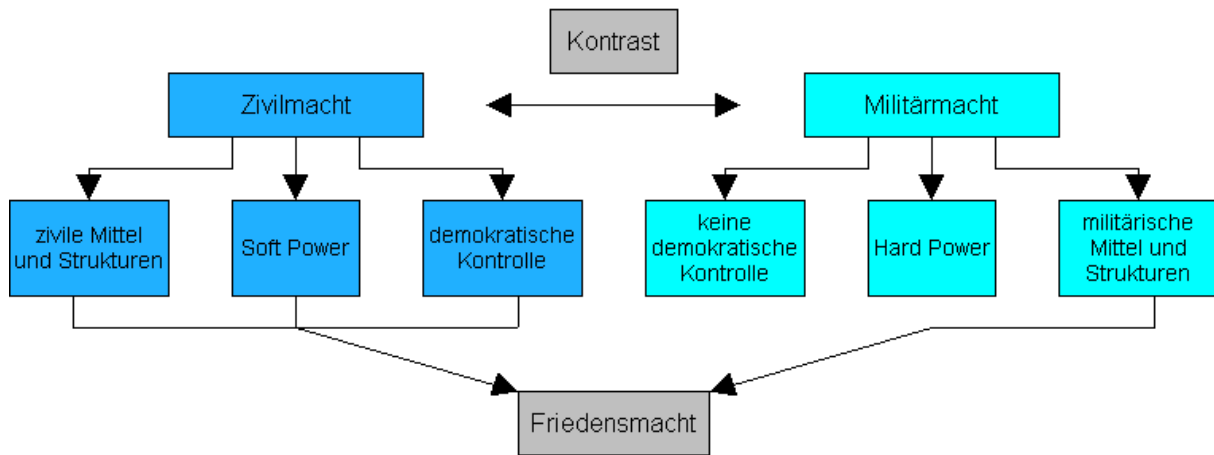 Kontrast
Zivilmacht
Militärmacht
zivile Mittel
und Strukturen
Soft Power
demokratische
Kontrolle
keine
demokratische
Kontrolle
Hard Power
militärische
Mittel und
Strukturen
Friedensmacht